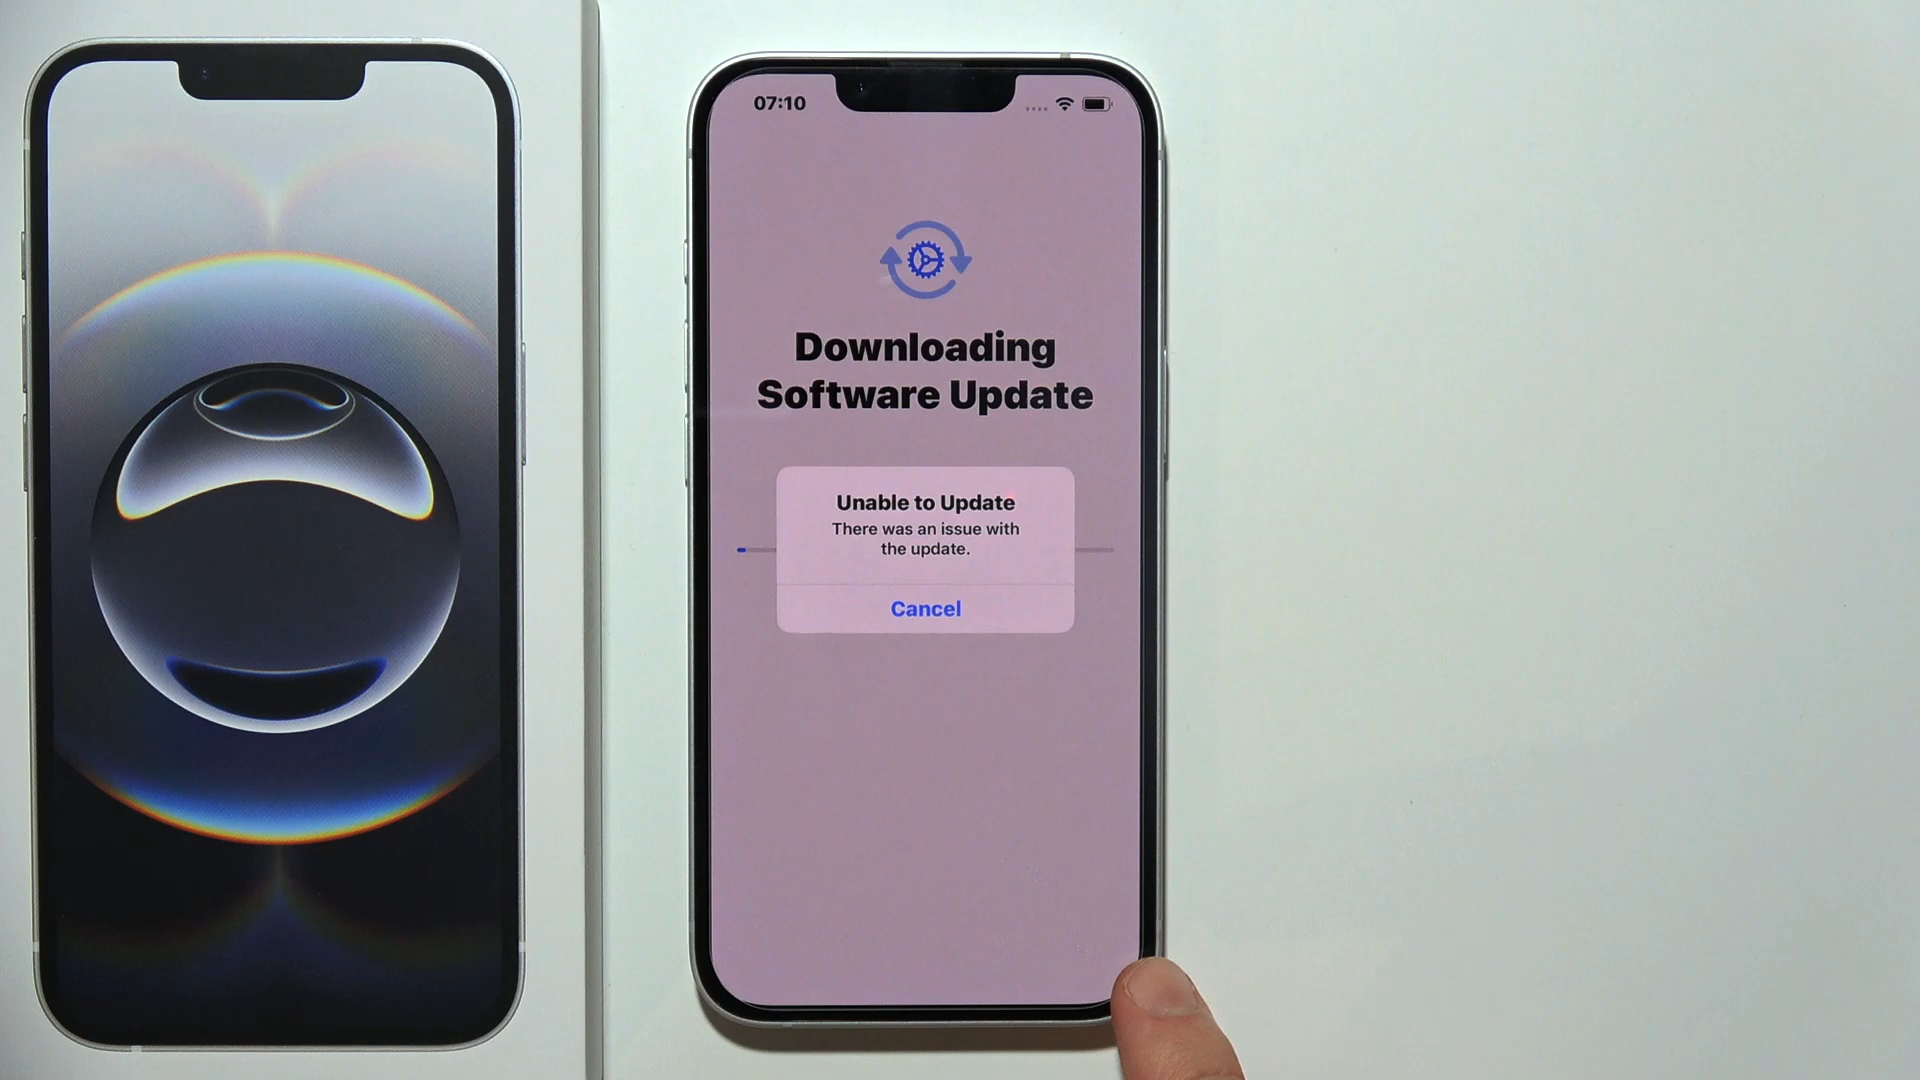 07:10
Downloading
Software Update
Unable to Update
There was an issue with
the update.
Cancel